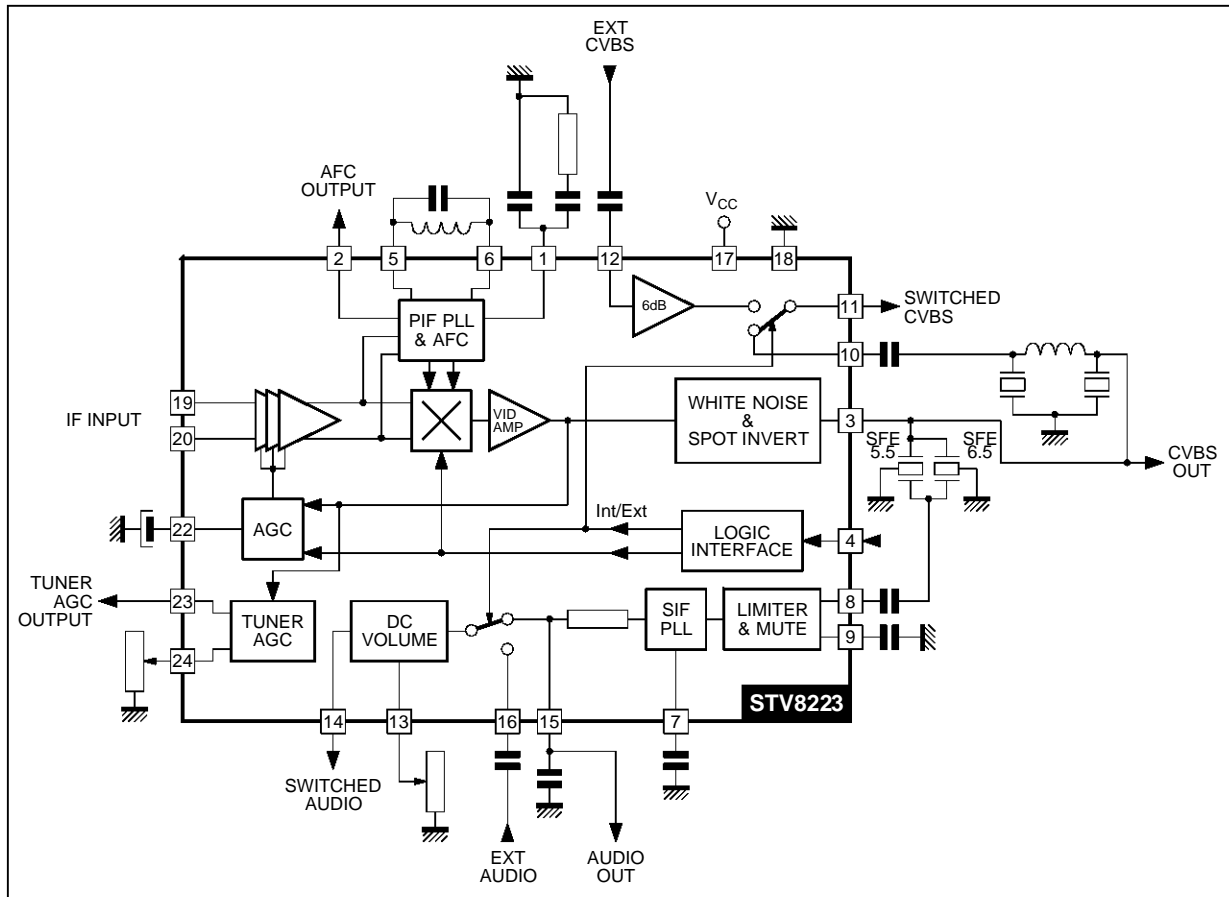 EXT
CVBS
AFC
OUTPUT
VCC
2
5
6
1
12
17
18
PIF PLL
& AFC
6dB
11
SWITCHED
CVBS
10
IF INPUT
19
20
VID
AMP
WHITE NOISE
&
SPOT INVERT
3
SFE
5.5
SFE
6.5
CVBS
OUT
22
AGC
Int/Ext
LOGIC
INTERFACE
4
TUNER
AGC
OUTPUT
23
24
TUNER
AGC
DC
VOLUME
SIF
PLL
LIMITER
& MUTE
8
9
STV8223
14
13
16
15
7
SWITCHED
AUDIO
EXT
AUDIO
AUDIO
OUT